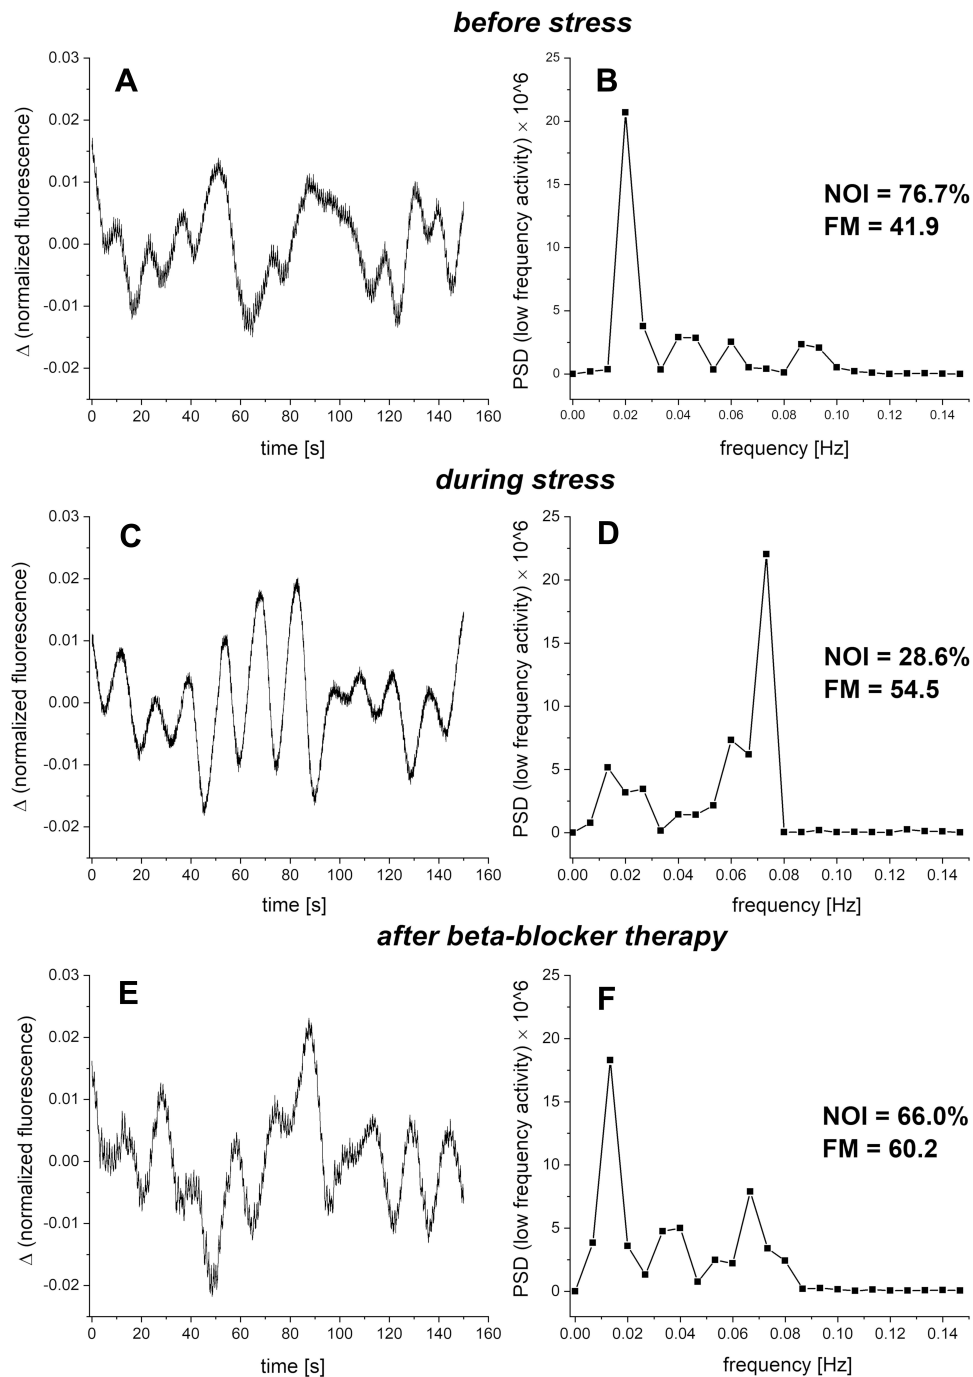 before stress
A
Δ (normalized fluorescence)
0.03
0.02
0.01
0.00
-0.01
-0.02
0 20 40 60 80 100 120 140 160
time [s]
B
PSD (low frequency activity) × 10^6
25
20
15
10
5
0
0.00 0.02 0.04 0.06 0.08 0.10 0.12 0.14
frequency [Hz]
NOI = 76.7%
FM = 41.9
during stress
C
Δ (normalized fluorescence)
0.03
0.02
0.01
0.00
-0.01
-0.02
0 20 40 60 80 100 120 140 160
time [s]
D
PSD (low frequency activity) × 10^6
25
20
15
10
5
0
0.00 0.02 0.04 0.06 0.08 0.10 0.12 0.14
frequency [Hz]
NOI = 28.6%
FM = 54.5
after beta-blocker therapy
E
Δ (normalized fluorescence)
0.03
0.02
0.01
0.00
-0.01
-0.02
0 20 40 60 80 100 120 140 160
time [s]
F
PSD (low frequency activity) × 10^6
25
20
15
10
5
0
0.00 0.02 0.04 0.06 0.08 0.10 0.12 0.14
frequency [Hz]
NOI = 66.0%
FM = 60.2